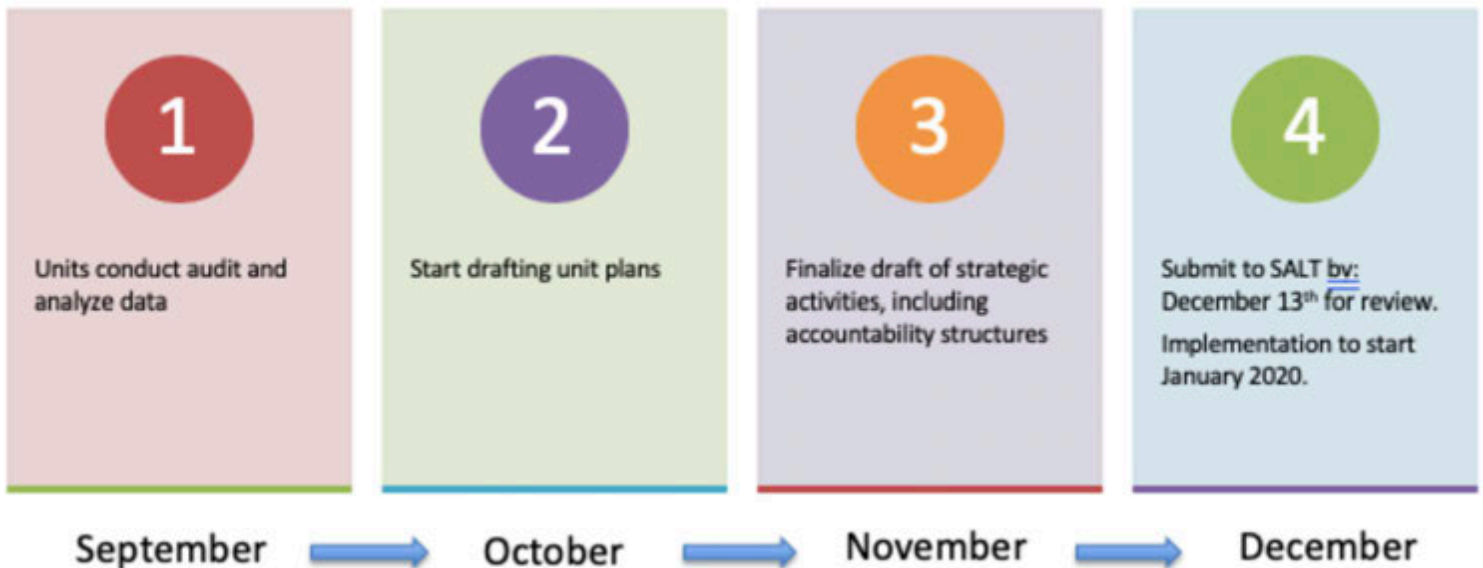 1
Units conduct audit and
analyze data
2
Start drafting unit plans
3
Finalize draft of strategic
activities, including
accountability structures
4
Submit to SALT by:
December 13th for review.
Implementation to start
January 2020.
September
October
November
December